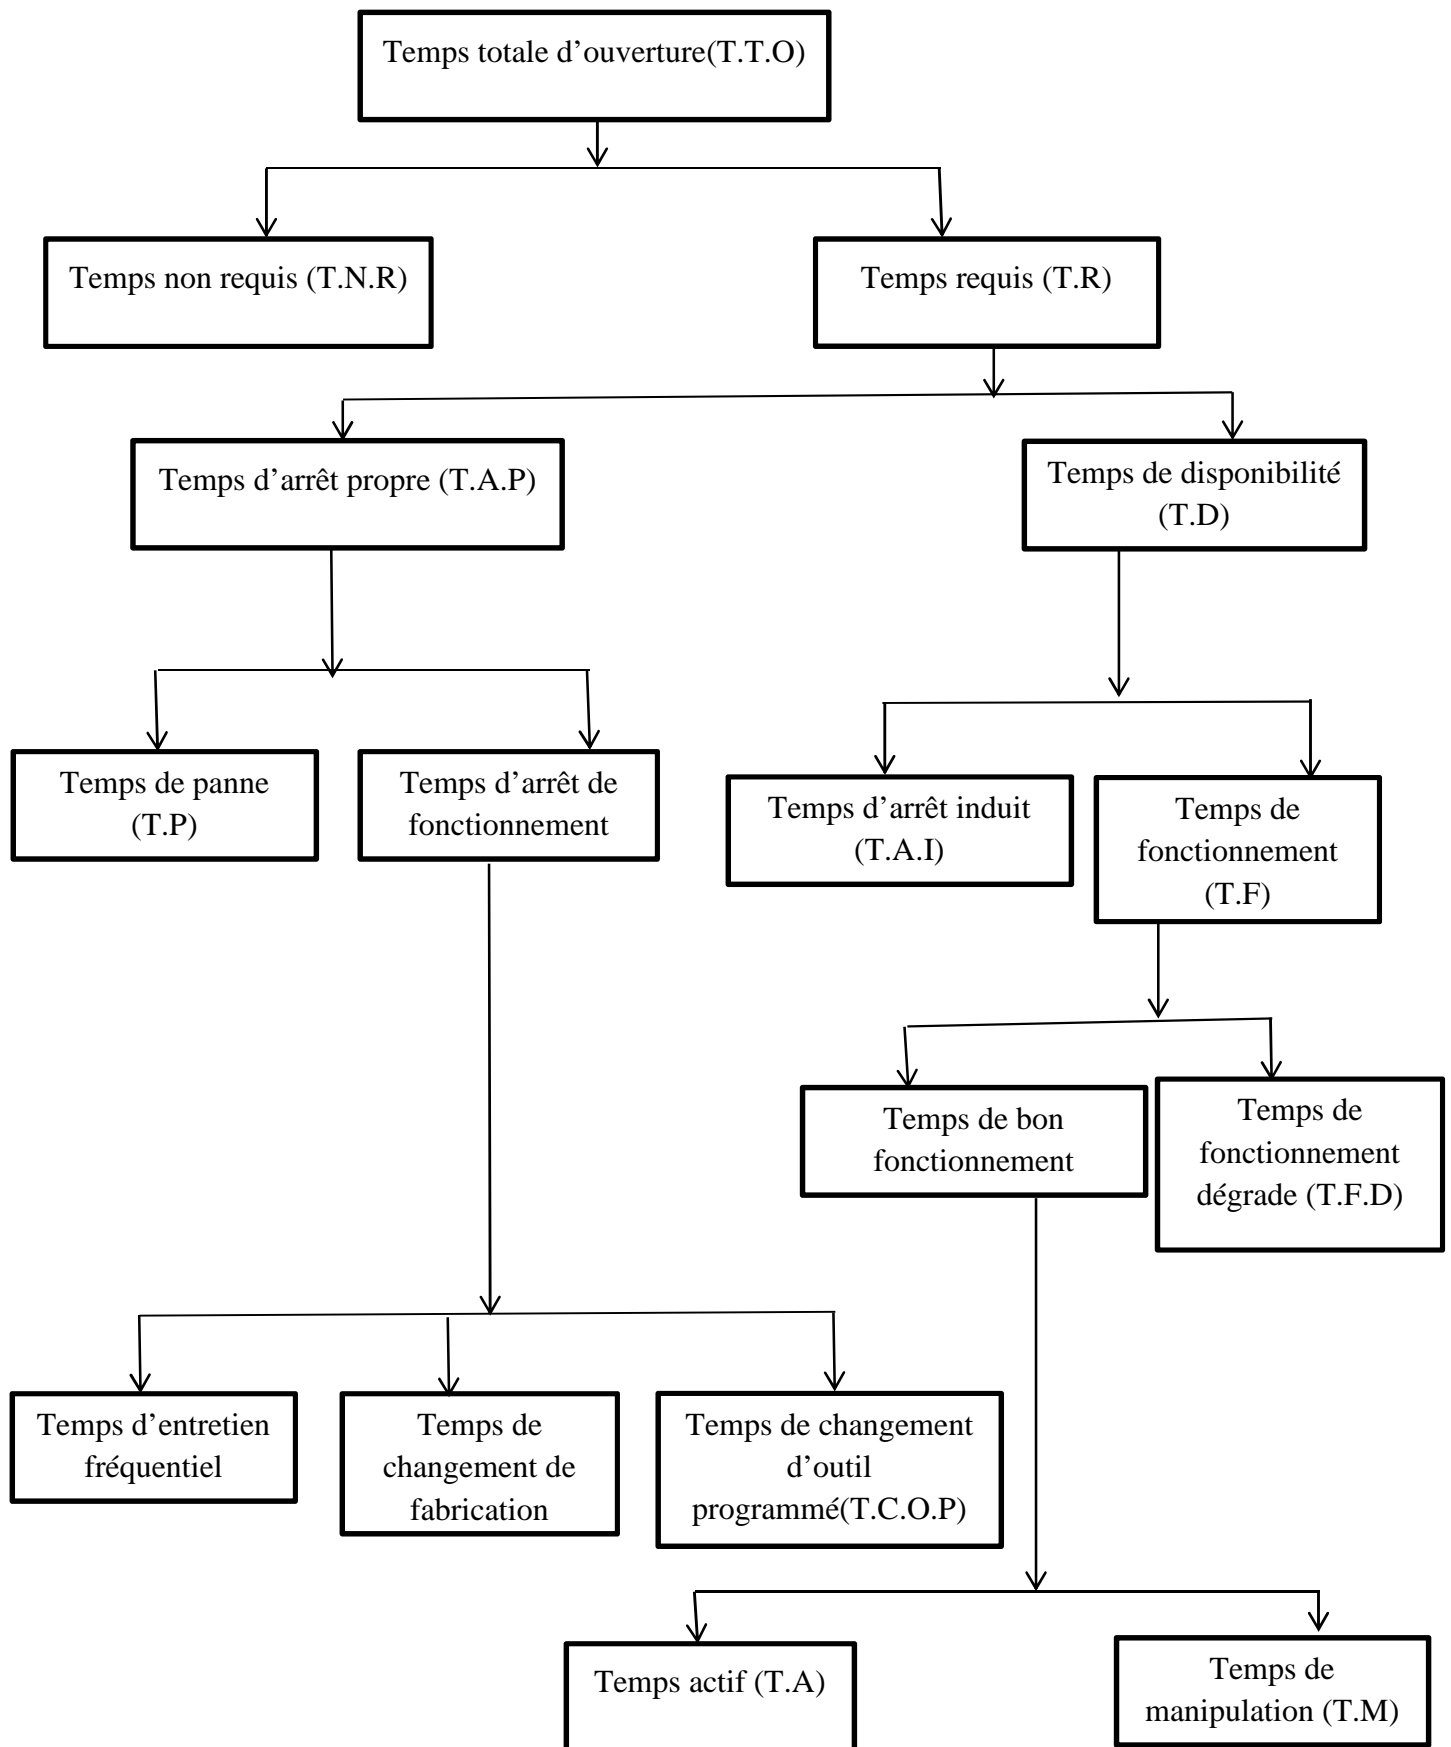 Temps totale d’ouverture(T.T.O)
Temps non requis (T.N.R)
Temps requis (T.R)
Temps d’arrêt propre (T.A.P)
Temps de disponibilité
(T.D)
Temps de panne
(T.P)
Temps d’arrêt de
fonctionnement
Temps d’arrêt induit
(T.A.I)
Temps de
fonctionnement
(T.F)
Temps de bon
fonctionnement
Temps de
fonctionnement
dégrade (T.F.D)
Temps d’entretien
fréquentiel
Temps de
changement de
fabrication
Temps de changement
d’outil
programmé(T.C.O.P)
Temps actif (T.A)
Temps de
manipulation (T.M)